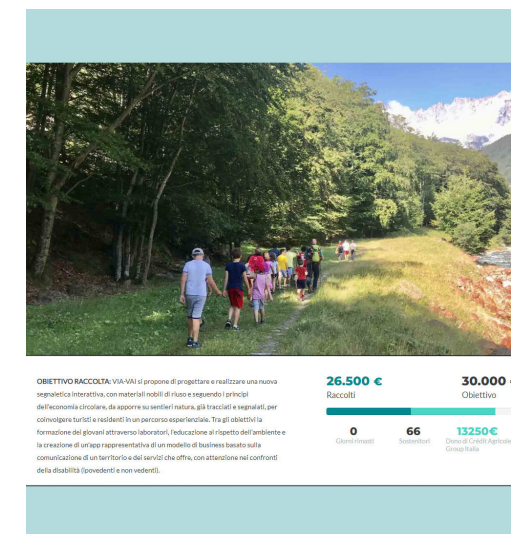 OBIETTIVO RACCOLTA: VIA-VAI si propone di progettare e realizzare una nuova
segnaletica interattiva, con materiali nobili di riuso e seguendo i principi
dell'economia circolare, da apporre su sentieri natura, già tracciati e segnalati, per
coinvolgere turisti e residenti in un percorso esperienziale. Tra gli obiettivi la
formazione dei giovani attraverso laboratori, l'educazione al rispetto dell'ambiente e
la creazione di un'app rappresentativa di un modello di business basato sulla
comunicazione di un territorio e dei servizi che offre, con attenzione nei confronti
della disabilità (ipovedenti e non vedenti).
26.500 €
Raccolti
30.000
Obiettivo
0
Giorni rimasti
66
Sostenitori
13250€
Dono di Crédit Agricole
Group Italia